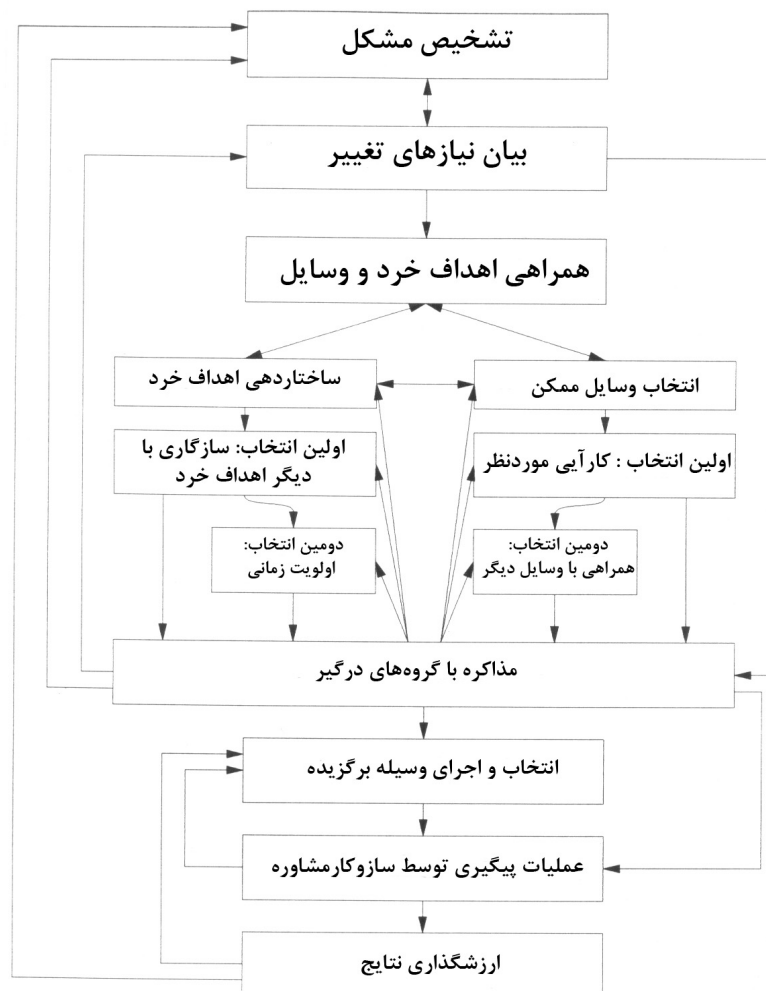 تشخیص مشکل
بیان نیازهای تغییر
همراهی اهداف خرد و وسایل
ساختاردهی اهداف خرد
انتخاب وسایل ممکن
اولین انتخاب: سازگاری با
دیگر اهداف خرد
اولین انتخاب : کارآیی موردنظر
دومین انتخاب:
اولویت زمانی
دومین انتخاب:
همراهی با وسایل دیگر
مذاکره با گروه‌های درگیر
انتخاب و اجرای وسیله برگزیده
عملیات پیگیری توسط سازوکارمشاوره
ارزشگذاری نتایج